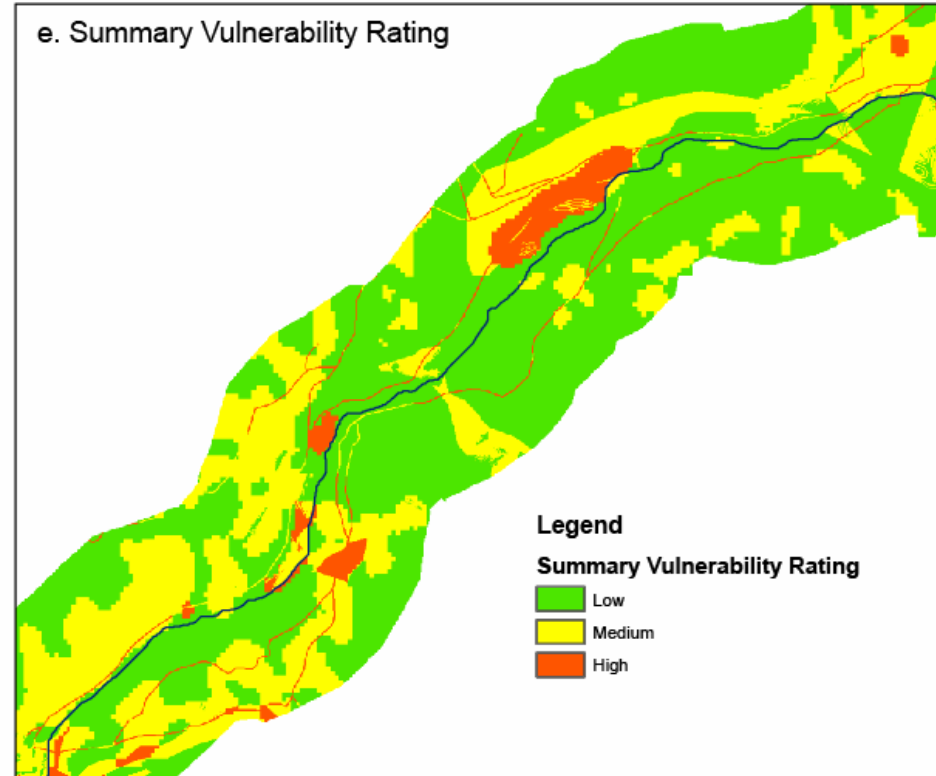 e. Summary Vulnerability Rating
Legend
Summary Vulnerability Rating
Low
Medium
High